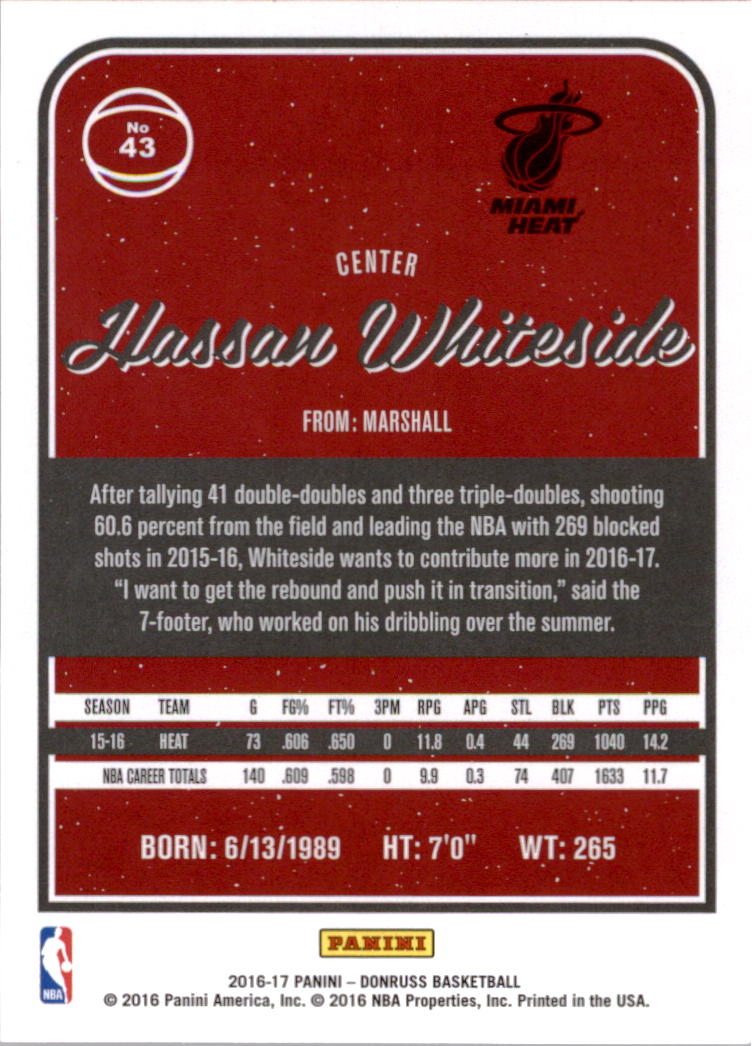 No
43
MIAMI
HEAT
CENTER
Hassan Whiteside
FROM: MARSHALL
After tallying 41 double-doubles and three triple-doubles, shooting
60.6 percent from the field and leading the NBA with 269 blocked
shots in 2015-16, Whiteside wants to contribute more in 2016-17.
“I want to get the rebound and push it in transition,” said the
7-footer, who worked on his dribbling over the summer.
SEASON TEAM G FG% FT% 3PM RPG APG STL BLK PTS PPG
15-16 HEAT 73 .606 .650 0 11.8 0.4 44 269 1040 14.2
NBA CAREER TOTALS 140 .609 .598 0 9.9 0.3 74 407 1633 11.7
BORN: 6/13/1989 HT: 7'0" WT: 265
PANINI
NBA
2016-17 PANINI – DONRUSS BASKETBALL
© 2016 Panini America, Inc. © 2016 NBA Properties, Inc. Printed in the USA.